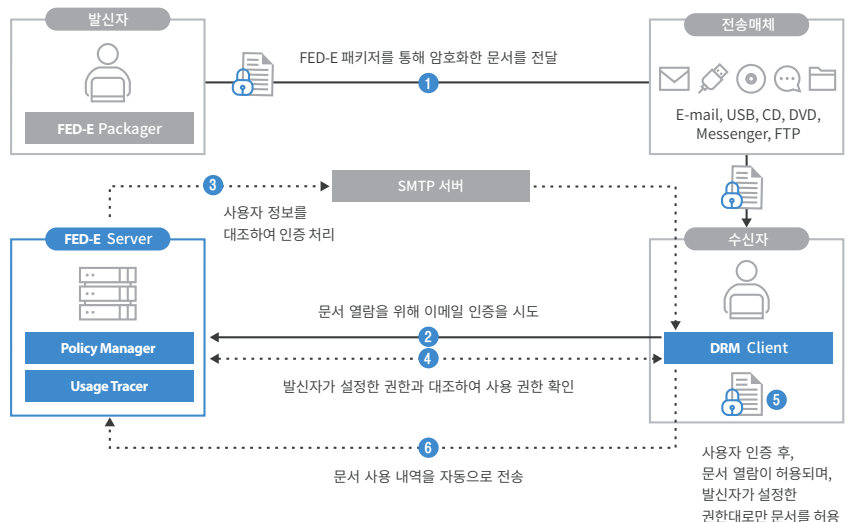 발신자
FED-E Packager
FED-E 패키저를 통해 암호화한 문서를 전달
1
전송매체
E-mail, USB, CD, DVD,
Messenger, FTP
3
SMTP 서버
사용자 정보를
대조하여 인증 처리
FED-E Server
Policy Manager
Usage Tracer
문서 열람을 위해 이메일 인증을 시도
2
4
발신자가 설정한 권한과 대조하여 사용 권한 확인
수신자
DRM Client
5
6
문서 사용 내역을 자동으로 전송
사용자 인증 후,
문서 열람이 허용되며,
발신자가 설정한
권한대로만 문서를 허용